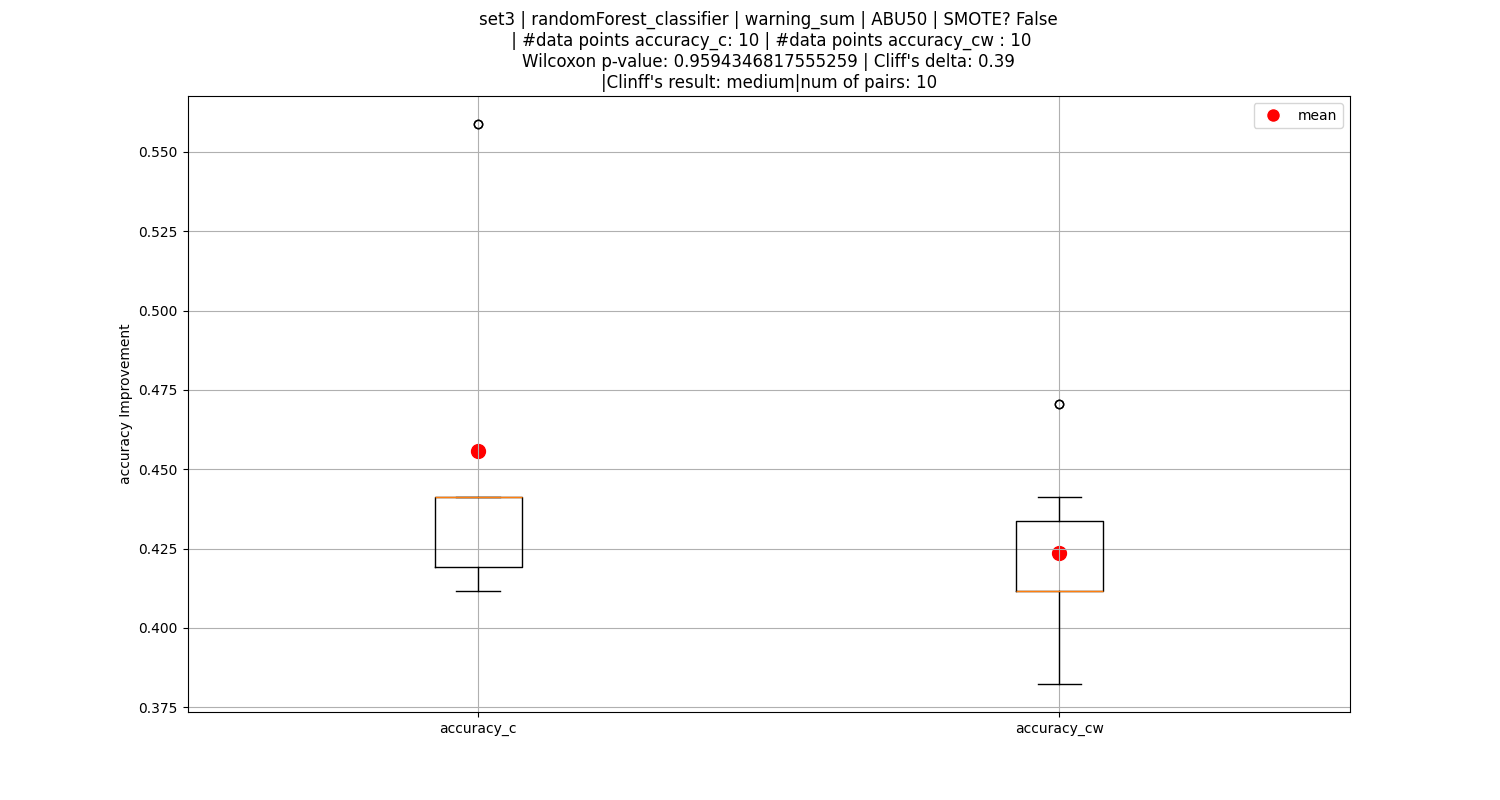 set3 | randomForest_classifier | warning_sum | ABU50 | SMOTE? False
| #data points accuracy_c: 10 | #data points accuracy_cw : 10
Wilcoxon p-value: 0.9594346817555259 | Cliff's delta: 0.39
|Clinff's result: medium|num of pairs: 10
mean
accuracy Improvement
0.550
0.525
0.500
0.475
0.450
0.425
0.400
0.375
accuracy_c
accuracy_cw